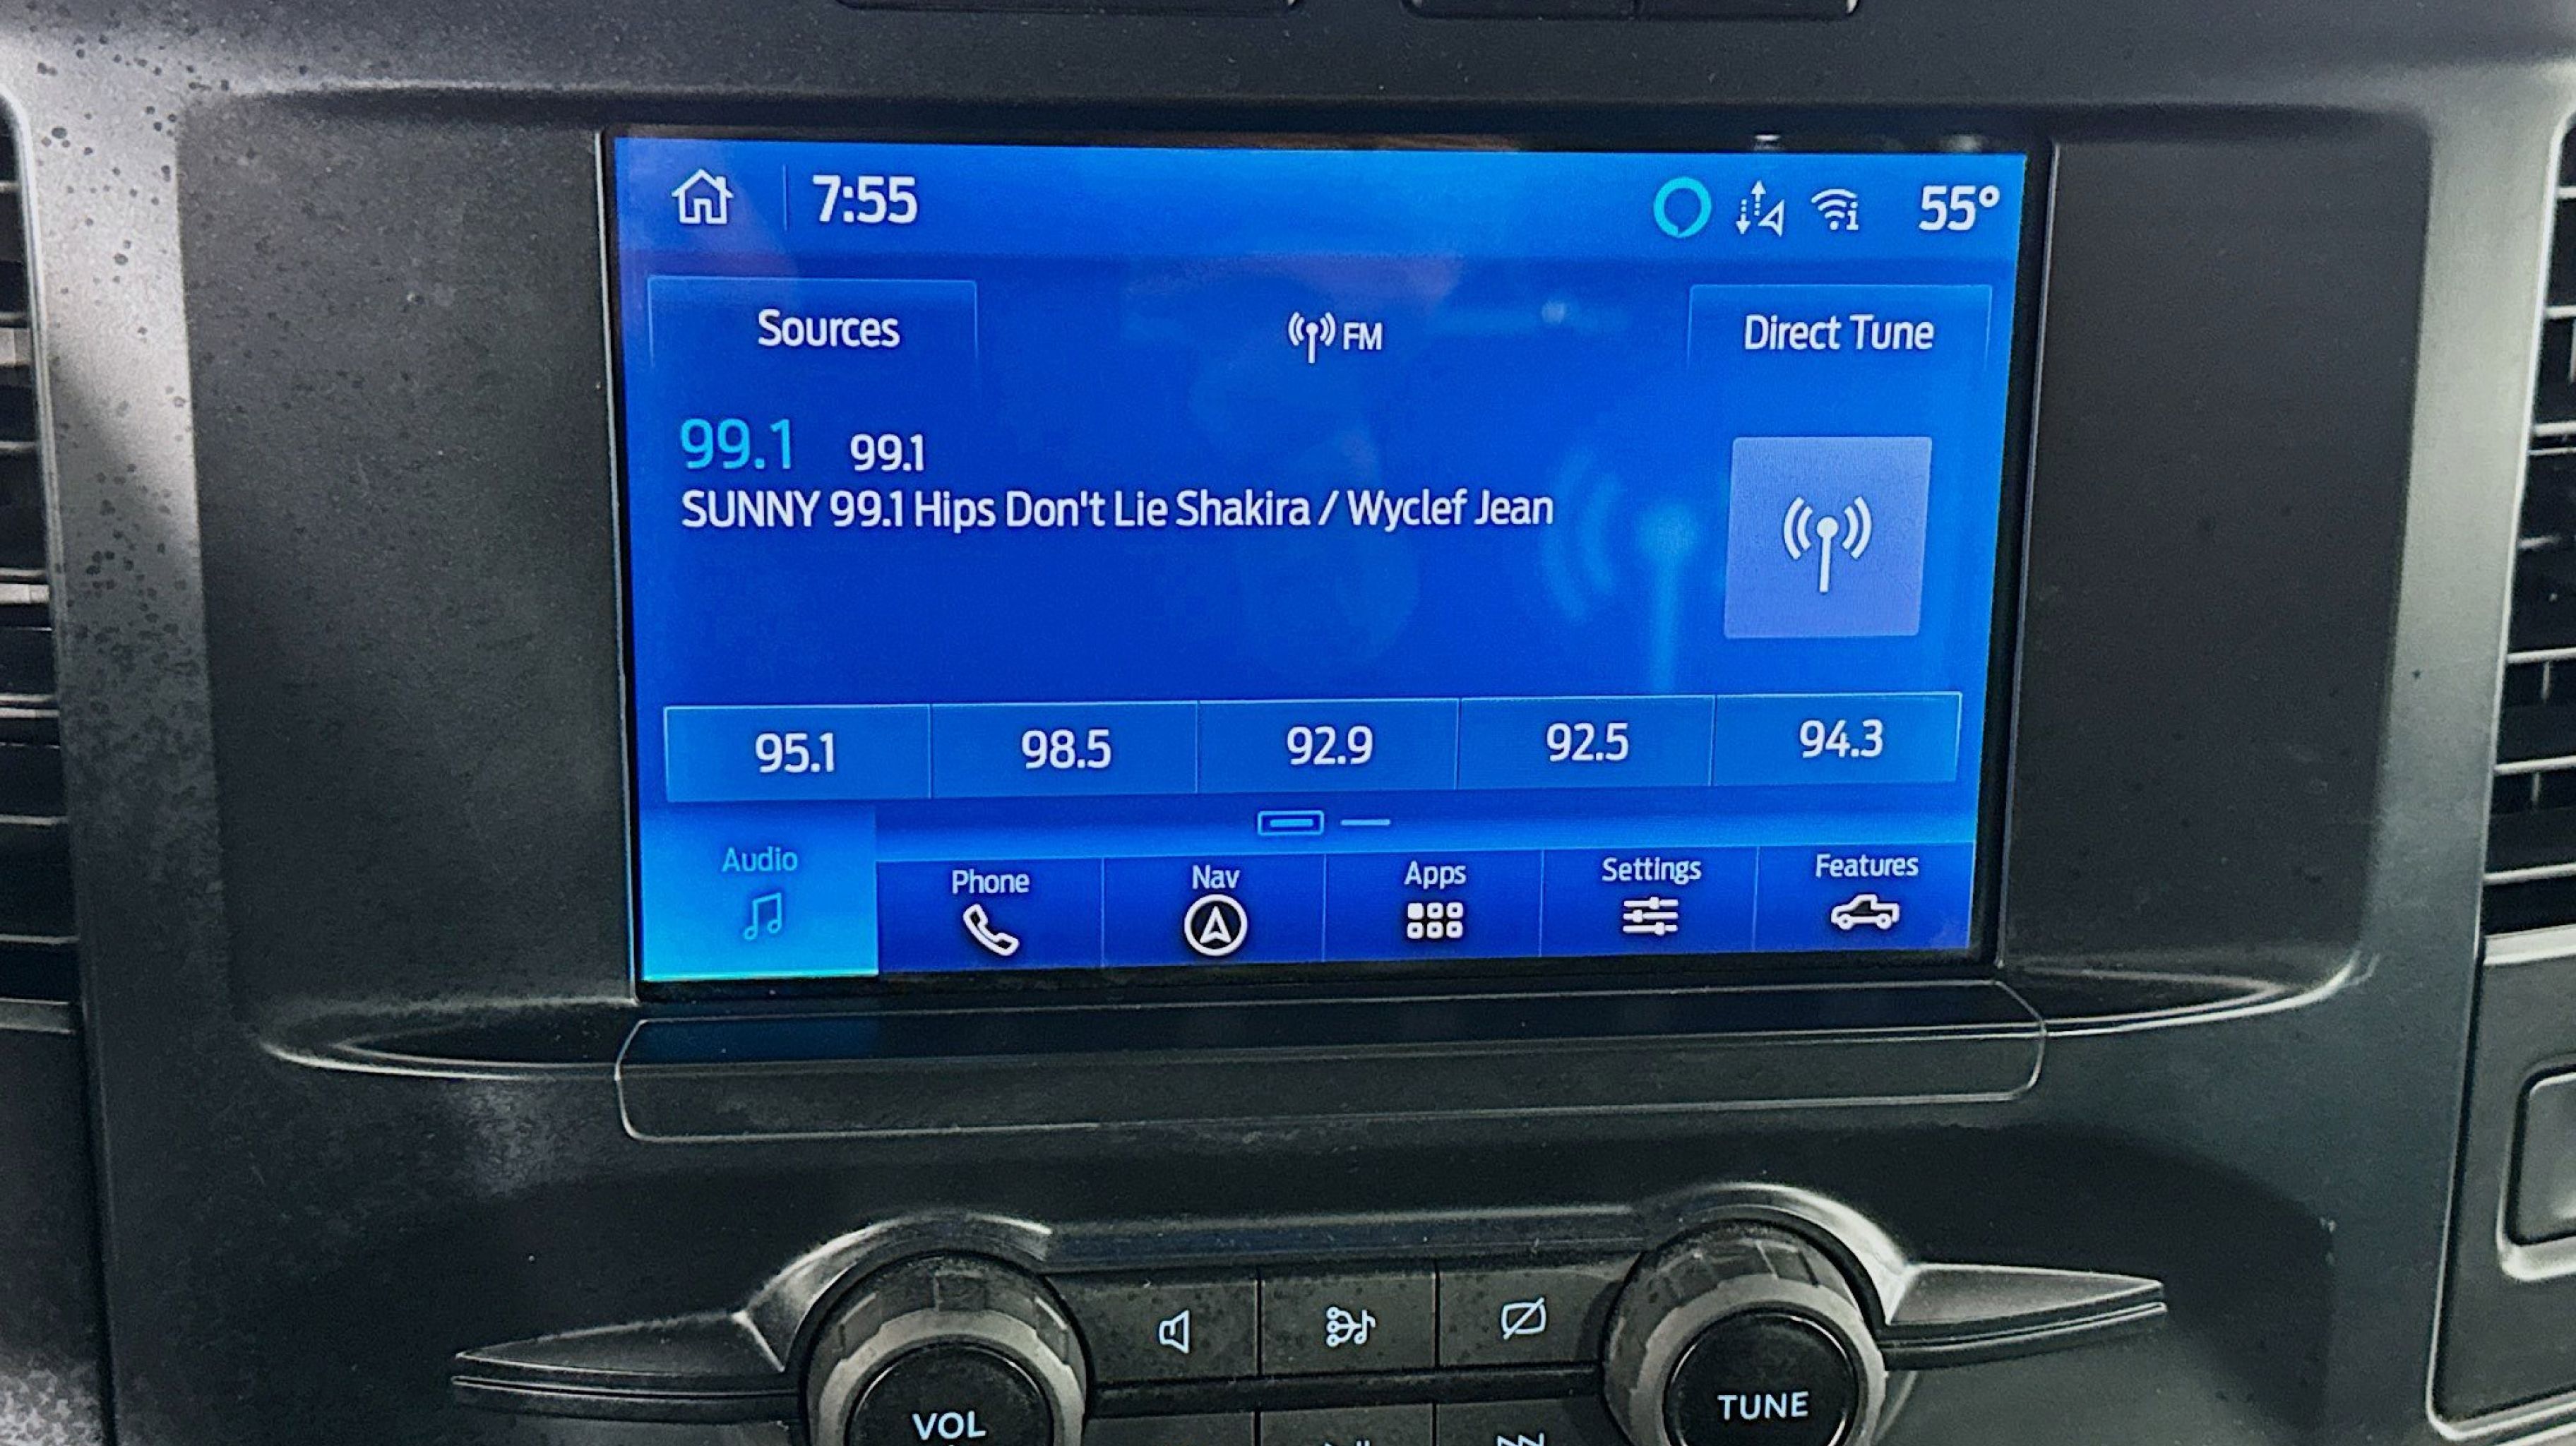 7:55
55°
Sources
FM
Direct Tune
99.1 99.1
SUNNY 99.1 Hips Don't Lie Shakira / Wyclef Jean
95.1 98.5 92.9 92.5 94.3
Audio Phone Nav Apps Settings Features
VOL
TUNE